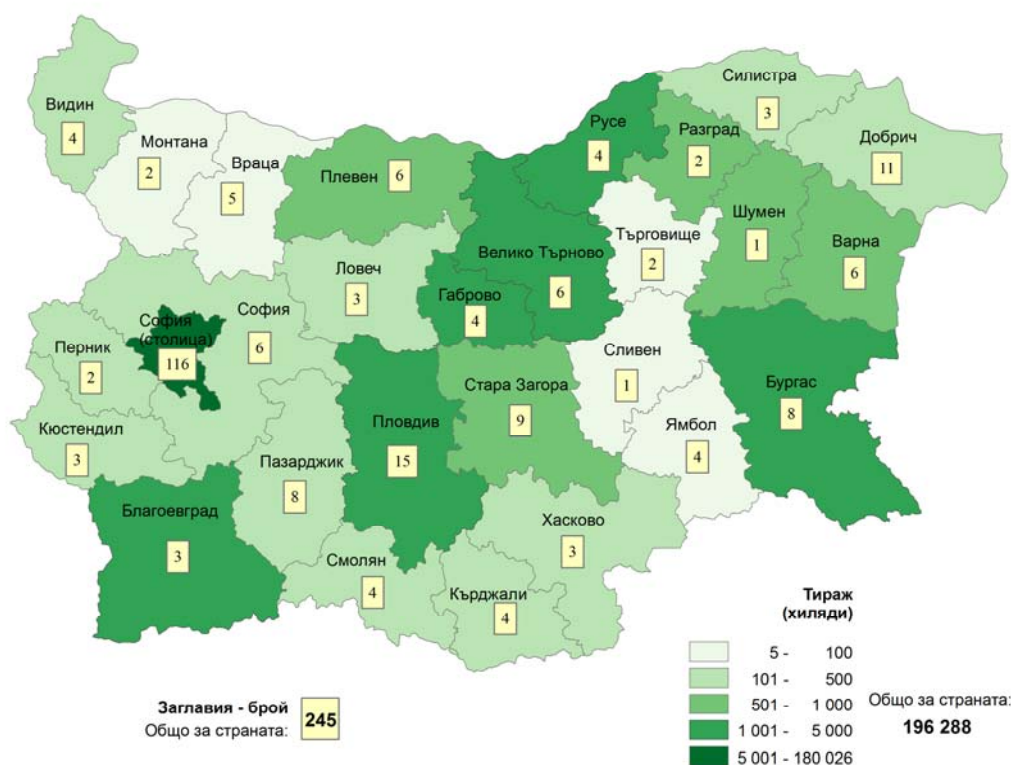 Видин
4
Монтана
2
Враца
5
Плевен
6
Русе
4
Разград
2
Силистра
3
Добрич
11
Шумен
1
Варна
6
Търговище
2
Велико Търново
6
Габрово
4
Ловеч
3
София
6
София
(столица)
116
Перник
2
Кюстендил
3
Благоевград
3
Пазарджик
8
Пловдив
15
Стара Загора
9
Сливен
1
Ямбол
4
Бургас
8
Хасково
3
Смолян
4
Кърджали
4
Заглавия - брой
Общо за страната:
245
Тираж
(хиляди)
5 - 100
101 - 500
501 - 1 000
1 001 - 5 000
5 001 - 180 026
Общо за страната:
196 288